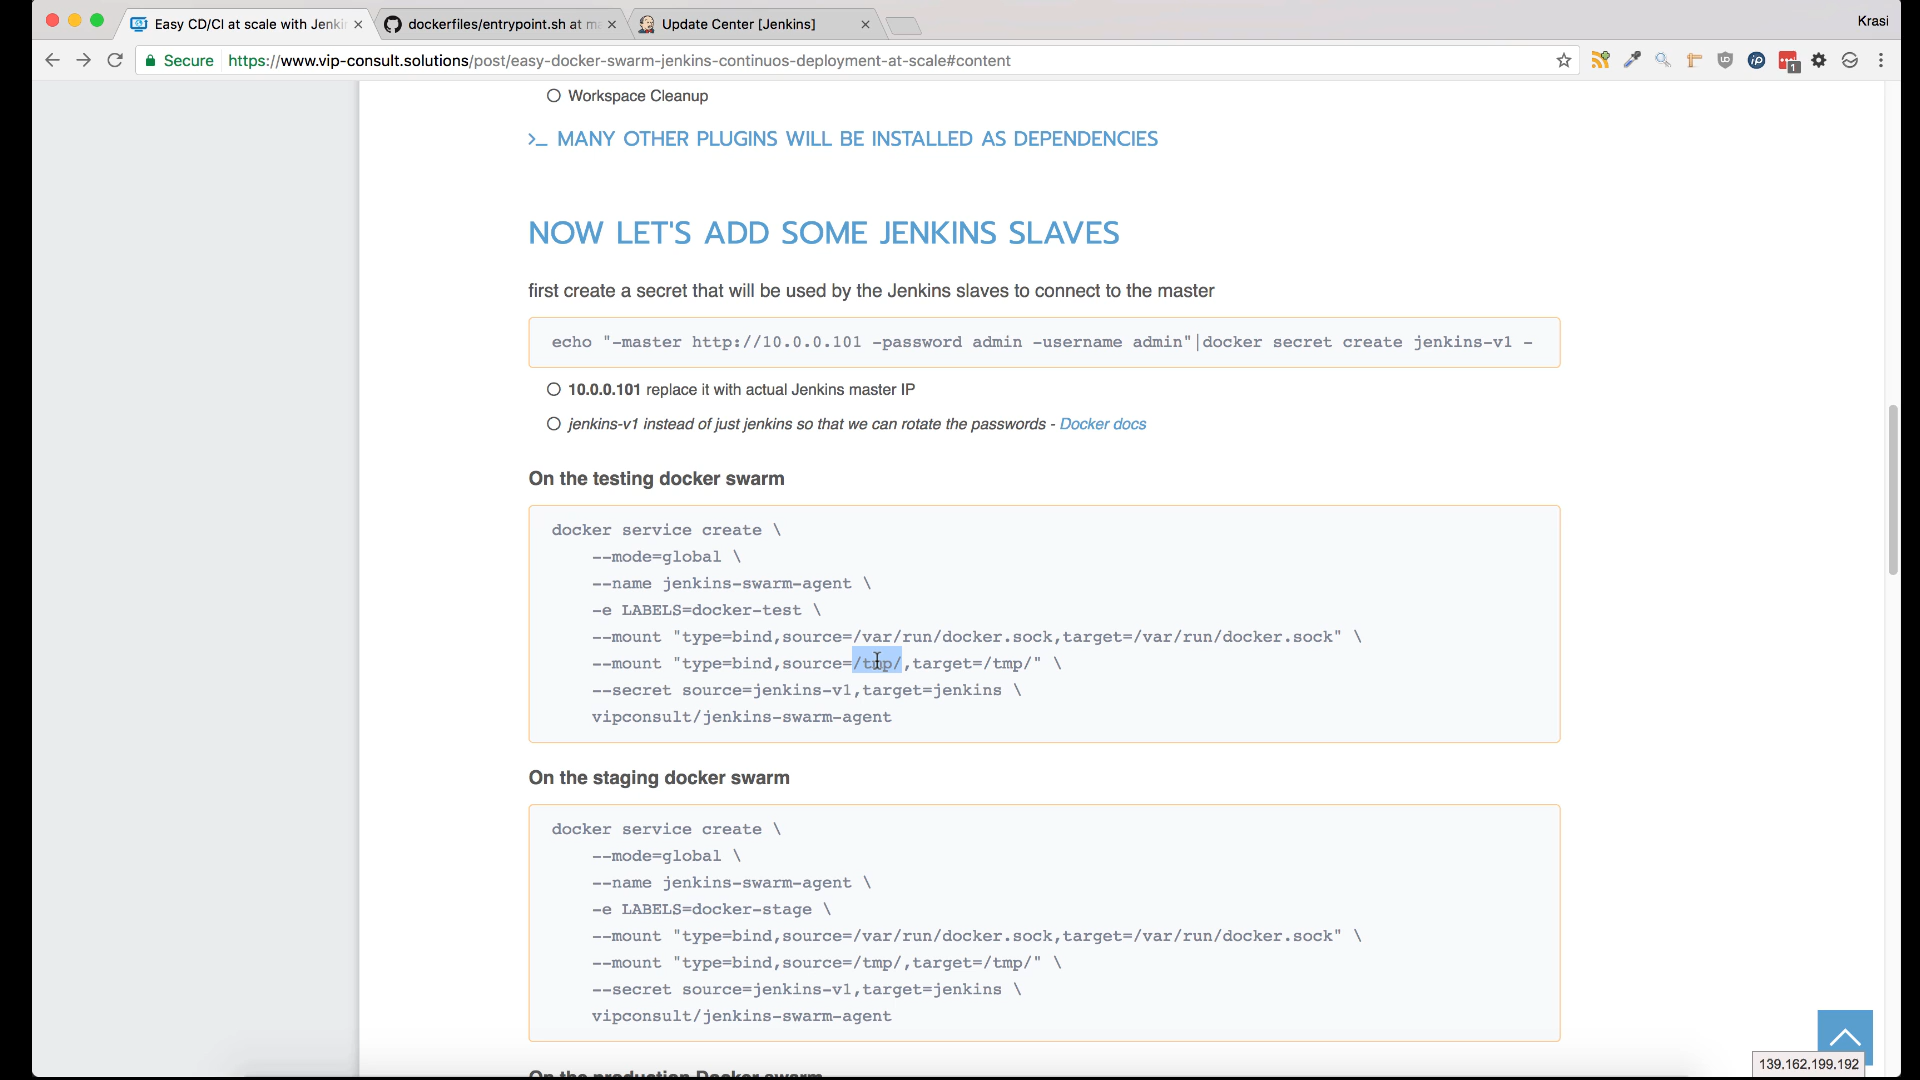 Easy CD/CI at scale with Jenki
dockerfiles/entrypoint.sh at ma
Update Center [Jenkins]
Krasi
Secure
https://www.vip-consult.solutions/post/easy-docker-swarm-jenkins-continuos-deployment-at-scale#content
1
Workspace Cleanup
>_ MANY OTHER PLUGINS WILL BE INSTALLED AS DEPENDENCIES
NOW LET'S ADD SOME JENKINS SLAVES
first create a secret that will be used by the Jenkins slaves to connect to the master
echo "-master http://10.0.0.101 -password admin -username admin"|docker secret create jenkins-v1 -
10.0.0.101 replace it with actual Jenkins master IP
jenkins-v1 instead of just jenkins so that we can rotate the passwords - Docker docs
On the testing docker swarm
docker service create \
--mode=global \
--name jenkins-swarm-agent \
-e LABELS=docker-test \
--mount "type=bind,source=/var/run/docker.sock,target=/var/run/docker.sock" \
--mount "type=bind,source=/tmp/,target=/tmp/" \
--secret source=jenkins-v1,target=jenkins \
vipconsult/jenkins-swarm-agent
On the staging docker swarm
docker service create \
--mode=global \
--name jenkins-swarm-agent \
-e LABELS=docker-stage \
--mount "type=bind,source=/var/run/docker.sock,target=/var/run/docker.sock" \
--mount "type=bind,source=/tmp/,target=/tmp/" \
--secret source=jenkins-v1,target=jenkins \
vipconsult/jenkins-swarm-agent
On the production Docker swarm
139.162.199.192